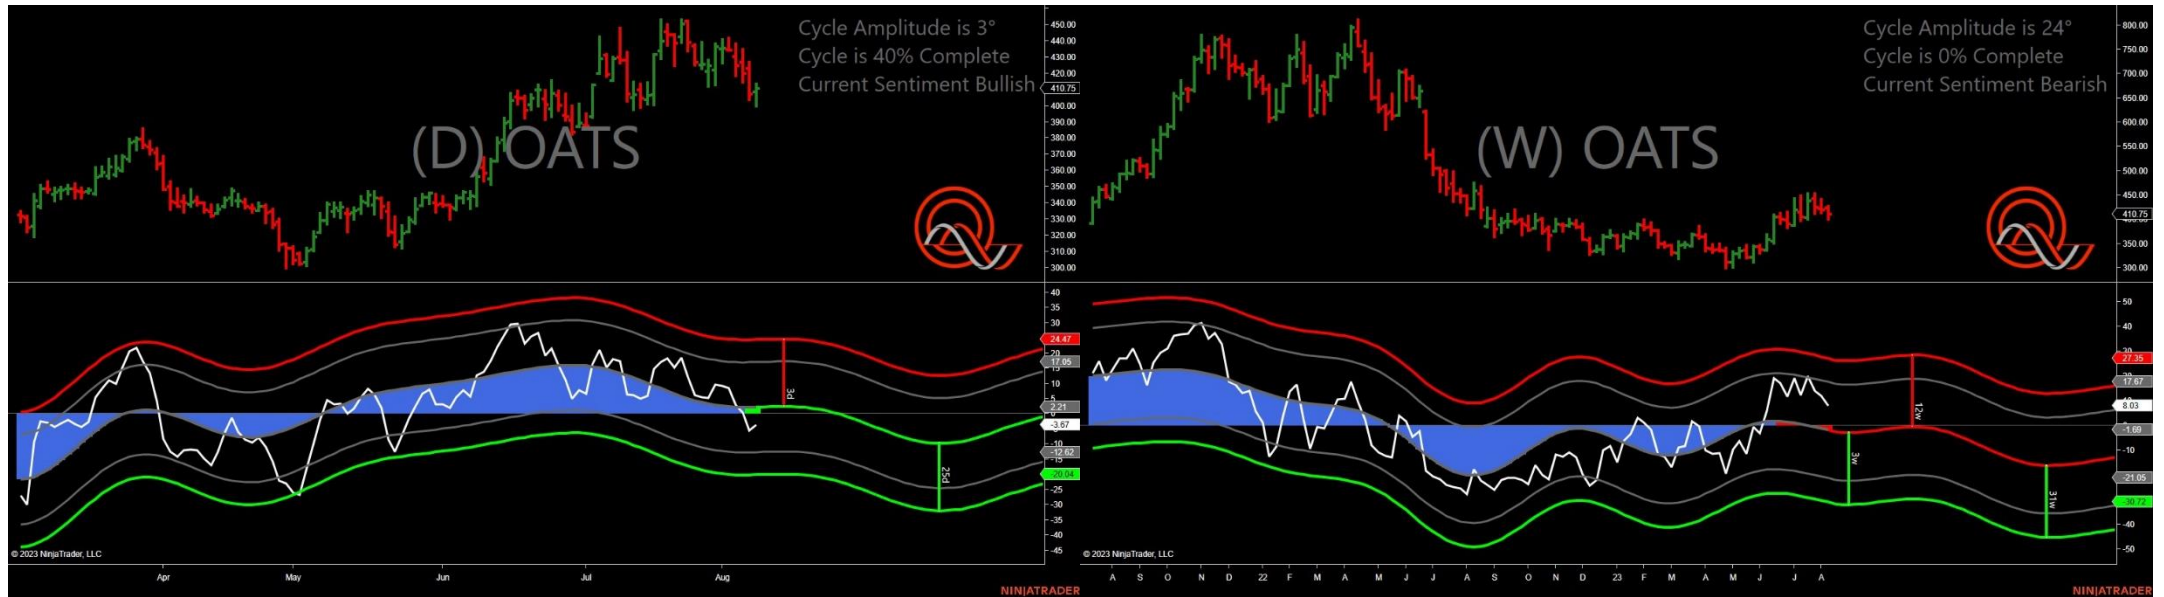 Cycle Amplitude is 3°
Cycle is 40% Complete
Current Sentiment Bullish
(D) OATS
450.00
440.00
430.00
420.00
410.75
400.00
390.00
380.00
370.00
360.00
350.00
340.00
330.00
320.00
310.00
300.00
40
35
30
24.47
20
17.05
10
5
2.21
-3.67
-10
-12.62
-20.04
-25
-30
-35
-40
-45
3d
25d
© 2023 NinjaTrader, LLC
Apr
May
Jun
Jul
Aug
NINJATRADER
Cycle Amplitude is 24°
Cycle is 0% Complete
Current Sentiment Bearish
(W) OATS
800.00
750.00
700.00
650.00
600.00
550.00
500.00
450.00
410.75
350.00
300.00
50
40
30
27.35
17.67
8.03
-1.69
-10
-21.05
-30.72
-40
-50
12w
3w
31w
© 2023 NinjaTrader, LLC
A S O N D 22 F M A M J J A S O N D 23 F M A M J J A
NINJATRADER